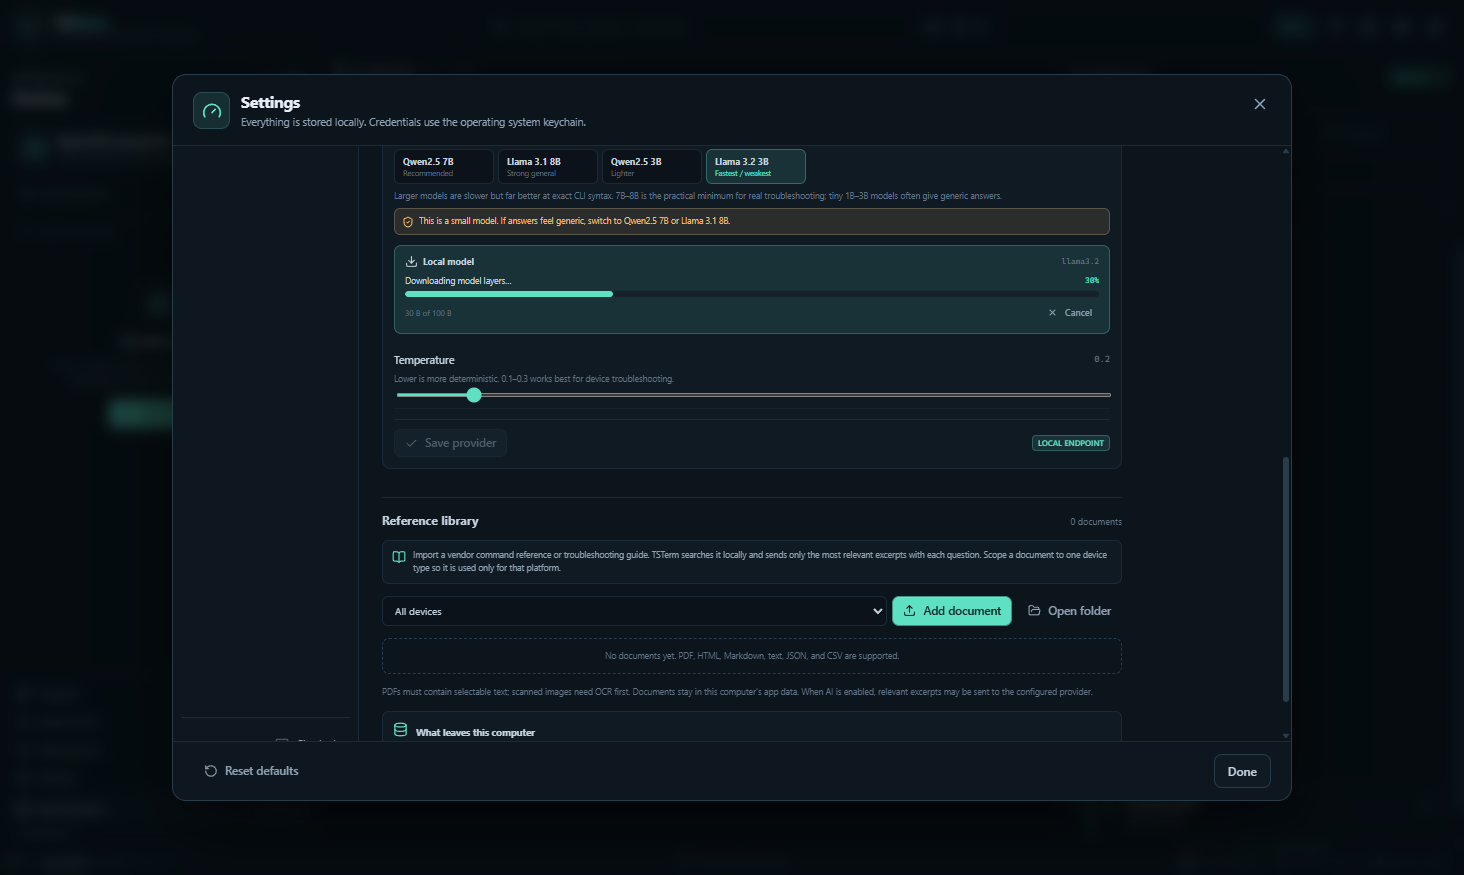 Settings
Everything is stored locally. Credentials use the operating system keychain.
Qwen2.5 7B
Recommended
Llama 3.1 8B
Strong general
Qwen2.5 3B
Lighter
Llama 3.2 3B
Fastest / weakest
Larger models are slower but far better at exact CLI syntax. 7B–8B is the practical minimum for real troubleshooting; tiny 1B–3B models often give generic answers.
This is a small model. If answers feel generic, switch to Qwen2.5 7B or Llama 3.1 8B.
Local model
llama3.2
Downloading model layers...
30%
30 B of 100 B
Cancel
Temperature
0.2
Lower is more deterministic. 0.1–0.3 works best for device troubleshooting.
Save provider
LOCAL ENDPOINT
Reference library
0 documents
Import a vendor command reference or troubleshooting guide. TSTerm searches it locally and sends only the most relevant excerpts with each question. Scope a document to one device
type so it is used only for that platform.
All devices
Add document
Open folder
No documents yet. PDF, HTML, Markdown, text, JSON, and CSV are supported.
PDFs must contain selectable text; scanned images need OCR first. Documents stay in this computer's app data. When AI is enabled, relevant excerpts may be sent to the configured provider.
What leaves this computer
Reset defaults
Done